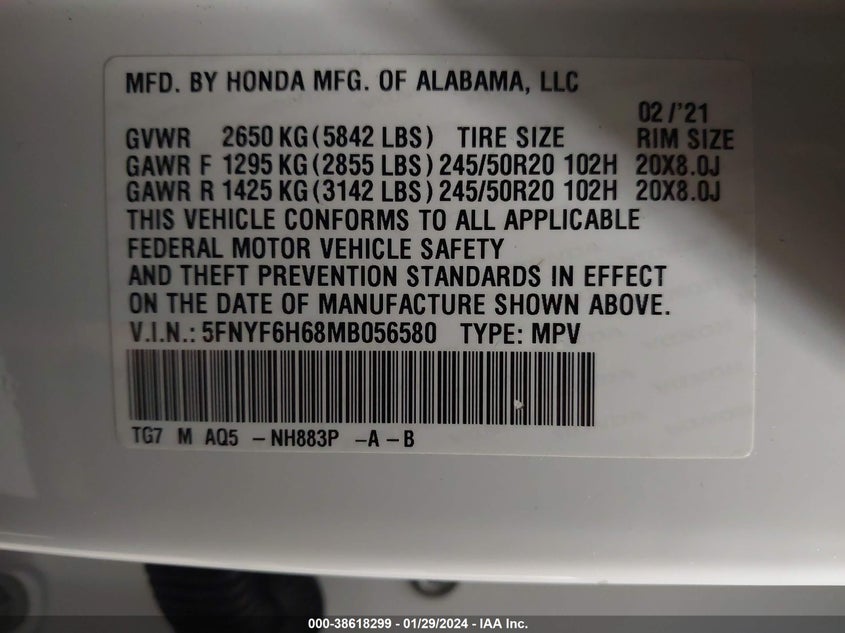 MFD. BY HONDA MFG. OF ALABAMA, LLC
02/'21
GVWR 2650 KG (5842 LBS) TIRE SIZE RIM SIZE
GAWR F 1295 KG (2855 LBS) 245/50R20 102H 20X8.0J
GAWR R 1425 KG (3142 LBS) 245/50R20 102H 20X8.0J
THIS VEHICLE CONFORMS TO ALL APPLICABLE
FEDERAL MOTOR VEHICLE SAFETY
AND THEFT PREVENTION STANDARDS IN EFFECT
ON THE DATE OF MANUFACTURE SHOWN ABOVE.
V.I.N.: 5FNYF6H68MB056580 TYPE: MPV
TG7 M AQ5 -NH883P -A-B
000-38618299 - 01/29/2024 - IAA Inc.